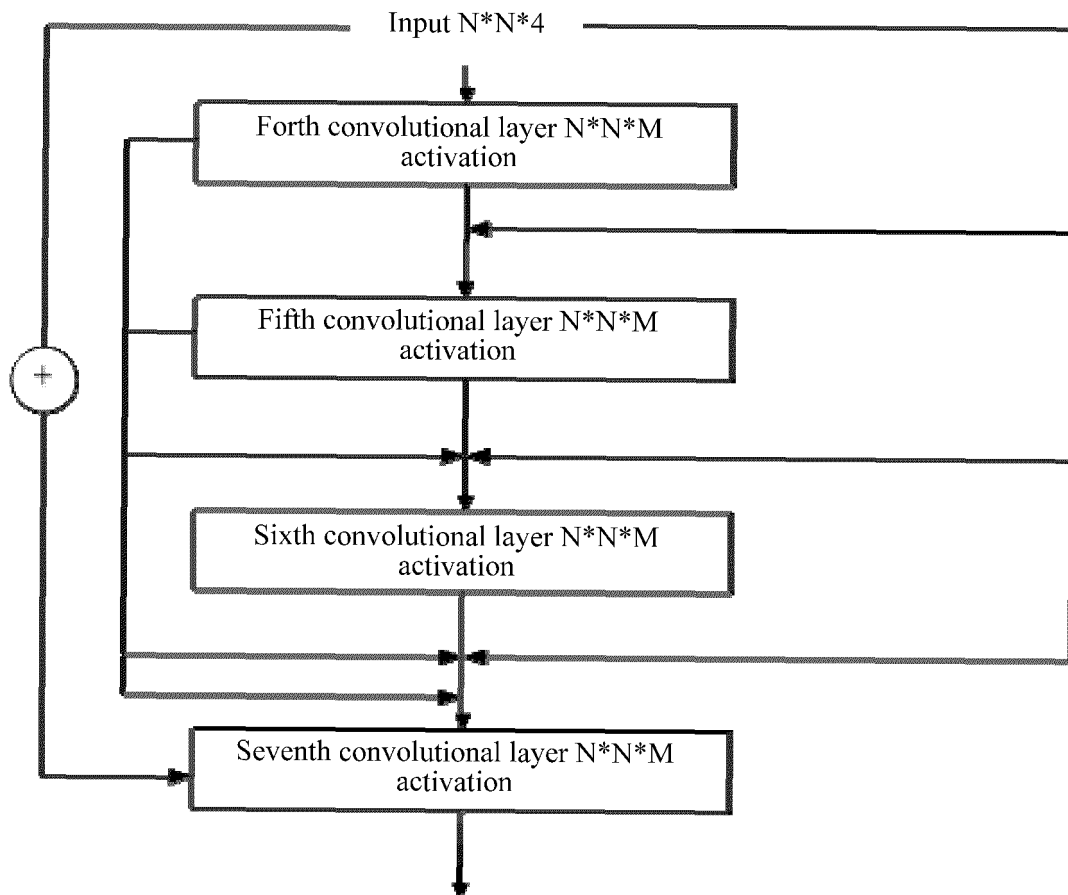 Input N*N*4
Forth convolutional layer N*N*M
activation
Fifth convolutional layer N*N*M
activation
+
Sixth convolutional layer N*N*M
activation
Seventh convolutional layer N*N*M
activation